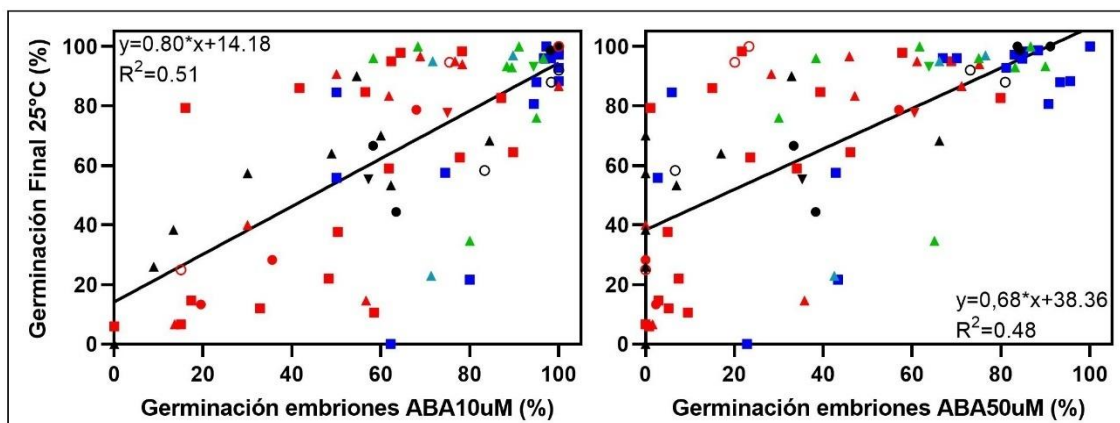 y=0.80*x+14.18
R²=0.51
Germinación Final 25°C (%)
100
80
60
40
20
0
0 20 40 60 80 100
Germinación embriones ABA10uM (%)
100
80
60
40
20
0
y=0,68*x+38.36
R²=0.48
0 20 40 60 80 100
Germinación embriones ABA50uM (%)